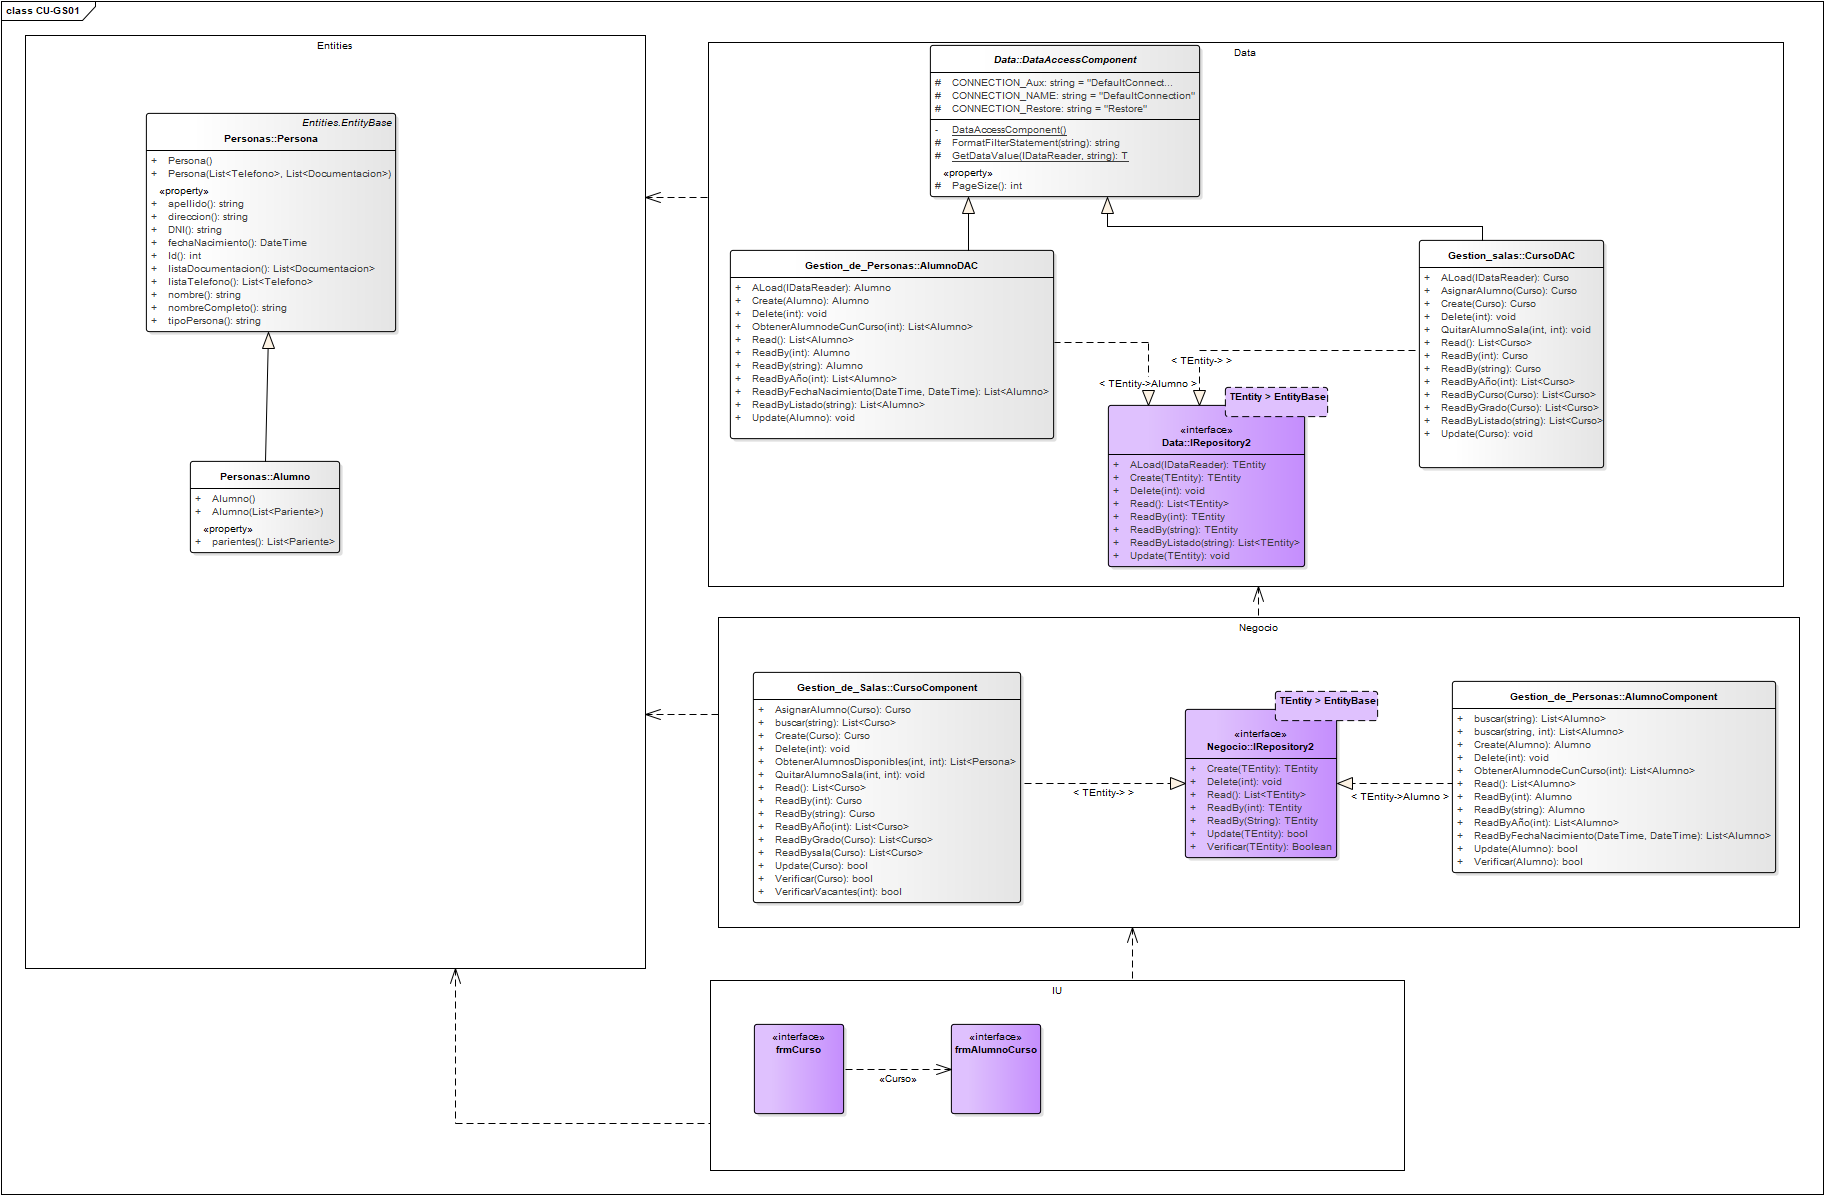 class CU-GS01
Entities
Entities.EntityBase
Personas::Persona
+ Persona()
+ Persona(List<Telefono>, List<Documentacion>)
«property»
+ apellido(): string
+ direccion(): string
+ DNI(): string
+ fechaNacimiento(): DateTime
+ Id(): int
+ listaDocumentacion(): List<Documentacion>
+ listaTelefono(): List<Telefono>
+ nombre(): string
+ nombreCompleto(): string
+ tipoPersona(): string
Personas::Alumno
+ Alumno()
+ Alumno(List<Pariente>)
«property»
+ parientes(): List<Pariente>
Data
Data::DataAccessComponent
# CONNECTION_Aux: string = "DefaultConnect...
# CONNECTION_NAME: string = "DefaultConnection"
# CONNECTION_Restore: string = "Restore"
- DataAccessComponent()
# FormatFilterStatement(string): string
# GetDataValue(IDataReader, string): T
«property»
# PageSize(): int
Gestion_de_Personas::AlumnoDAC
+ ALoad(IDataReader): Alumno
+ Create(Alumno): Alumno
+ Delete(int): void
+ ObtenerAlumnodeCunCurso(int): List<Alumno>
+ Read(): List<Alumno>
+ ReadBy(int): Alumno
+ ReadBy(string): Alumno
+ ReadByAño(int): List<Alumno>
+ ReadByFechaNacimiento(DateTime, DateTime): List<Alumno>
+ ReadByListado(string): List<Alumno>
+ Update(Alumno): void
Gestion_salas::CursoDAC
+ ALoad(IDataReader): Curso
+ AsignarAlumno(Curso): Curso
+ Create(Curso): Curso
+ Delete(int): void
+ QuitarAlumnoSala(int, int): void
+ Read(): List<Curso>
+ ReadBy(int): Curso
+ ReadBy(string): Curso
+ ReadByAño(int): List<Curso>
+ ReadByCurso(Curso): List<Curso>
+ ReadByGrado(Curso): List<Curso>
+ ReadByListado(string): List<Curso>
+ Update(Curso): void
< TEntity-> >
< TEntity->Alumno >
TEntity > EntityBase
«interface»
Data::IRepository2
+ ALoad(IDataReader): TEntity
+ Create(TEntity): TEntity
+ Delete(int): void
+ Read(): List<TEntity>
+ ReadBy(int): TEntity
+ ReadBy(string): TEntity
+ ReadByListado(string): List<TEntity>
+ Update(TEntity): void
Negocio
Gestion_de_Salas::CursoComponent
+ AsignarAlumno(Curso): Curso
+ buscar(string): List<Curso>
+ Create(Curso): Curso
+ Delete(int): void
+ ObtenerAlumnosDisponibles(int, int): List<Persona>
+ QuitarAlumnoSala(int, int): void
+ Read(): List<Curso>
+ ReadBy(int): Curso
+ ReadBy(string): Curso
+ ReadByAño(int): List<Curso>
+ ReadByGrado(Curso): List<Curso>
+ ReadBysala(Curso): List<Curso>
+ Update(Curso): bool
+ Verificar(Curso): bool
+ VerificarVacantes(int): bool
< TEntity-> >
TEntity > EntityBase
«interface»
Negocio::IRepository2
+ Create(TEntity): TEntity
+ Delete(int): void
+ Read(): List<TEntity>
+ ReadBy(int): TEntity
+ ReadBy(String): TEntity
+ Update(TEntity): bool
+ Verificar(TEntity): Boolean
< TEntity->Alumno >
Gestion_de_Personas::AlumnoComponent
+ buscar(string): List<Alumno>
+ buscar(string, int): List<Alumno>
+ Create(Alumno): Alumno
+ Delete(int): void
+ ObtenerAlumnodeCunCurso(int): List<Alumno>
+ Read(): List<Alumno>
+ ReadBy(int): Alumno
+ ReadBy(string): Alumno
+ ReadByAño(int): List<Alumno>
+ ReadByFechaNacimiento(DateTime, DateTime): List<Alumno>
+ Update(Alumno): bool
+ Verificar(Alumno): bool
IU
«interface»
frmCurso
«Curso»
«interface»
frmAlumnoCurso